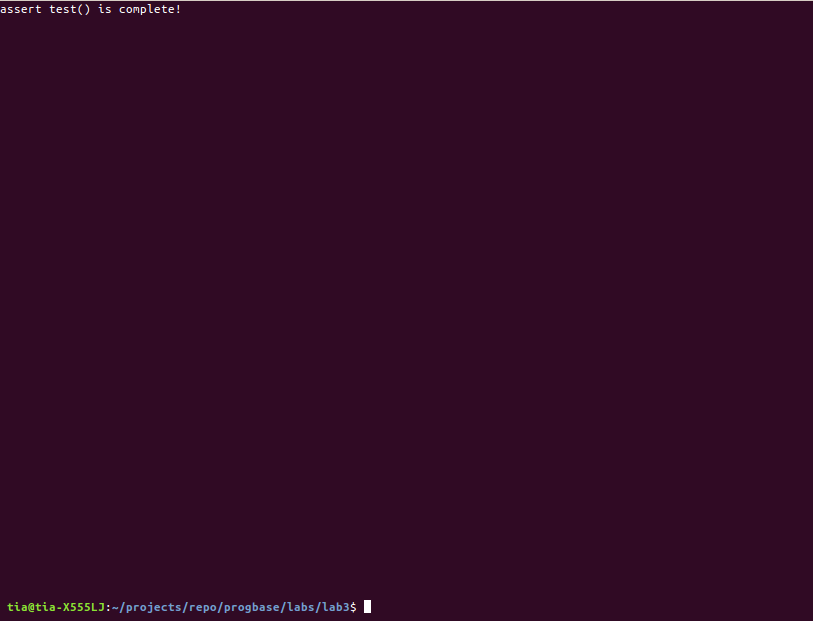 assert test() is complete!
tia@tia-X555LJ:~/projects/repo/progbase/labs/lab3$